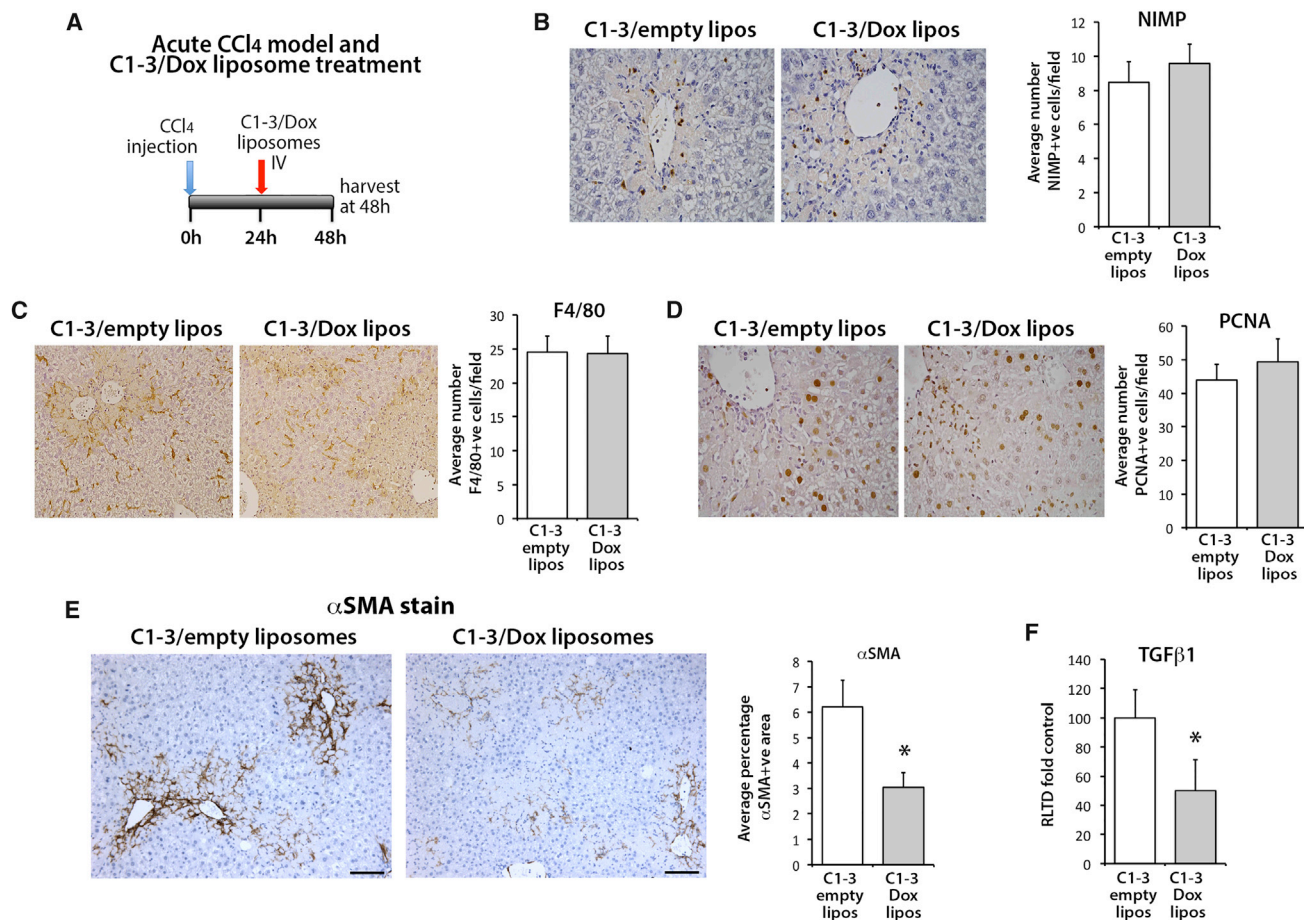 A
Acute CCl4 model and
C1-3/Dox liposome treatment
CCl4
injection
C1-3/Dox
liposomes
IV
harvest
at 48h
0h
24h
48h
B
C1-3/empty lipos
C1-3/Dox lipos
NIMP
Average number
NIMP+ve cells/field
12
10
8
6
4
2
0
C1-3
empty
lipos
C1-3
Dox
lipos
C
C1-3/empty lipos
C1-3/Dox lipos
F4/80
Average number
F4/80+ve cells/field
30
25
20
15
10
5
0
C1-3
empty
lipos
C1-3
Dox
lipos
D
C1-3/empty lipos
C1-3/Dox lipos
PCNA
Average number
PCNA+ve cells/field
60
50
40
30
20
10
0
C1-3
empty
lipos
C1-3
Dox
lipos
E
αSMA stain
C1-3/empty liposomes
C1-3/Dox liposomes
αSMA
Average percentage
αSMA+ve area
8
7
6
5
4
3
2
1
0
*
C1-3
empty
lipos
C1-3
Dox
lipos
F
TGFβ1
RLTD fold control
140
120
100
80
60
40
20
0
*
C1-3
empty
lipos
C1-3
Dox
lipos